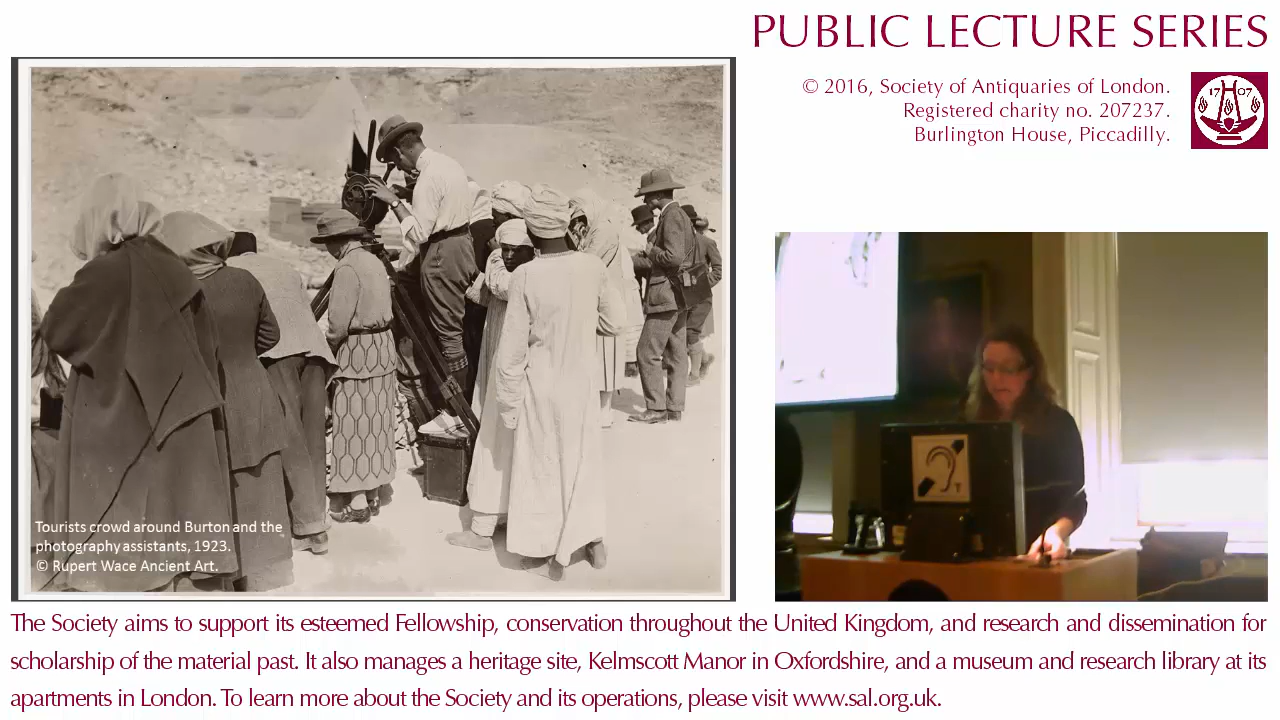 PUBLIC LECTURE SERIES
© 2016, Society of Antiquaries of London.
Registered charity no. 207237.
Burlington House, Piccadilly.
17 07
Tourists crowd around Burton and the
photography assistants, 1923.
© Rupert Wace Ancient Art.
T
The Society aims to support its esteemed Fellowship, conservation throughout the United Kingdom, and research and dissemination for
scholarship of the material past. It also manages a heritage site, Kelmscott Manor in Oxfordshire, and a museum and research library at its
apartments in London. To learn more about the Society and its operations, please visit www.sal.org.uk.